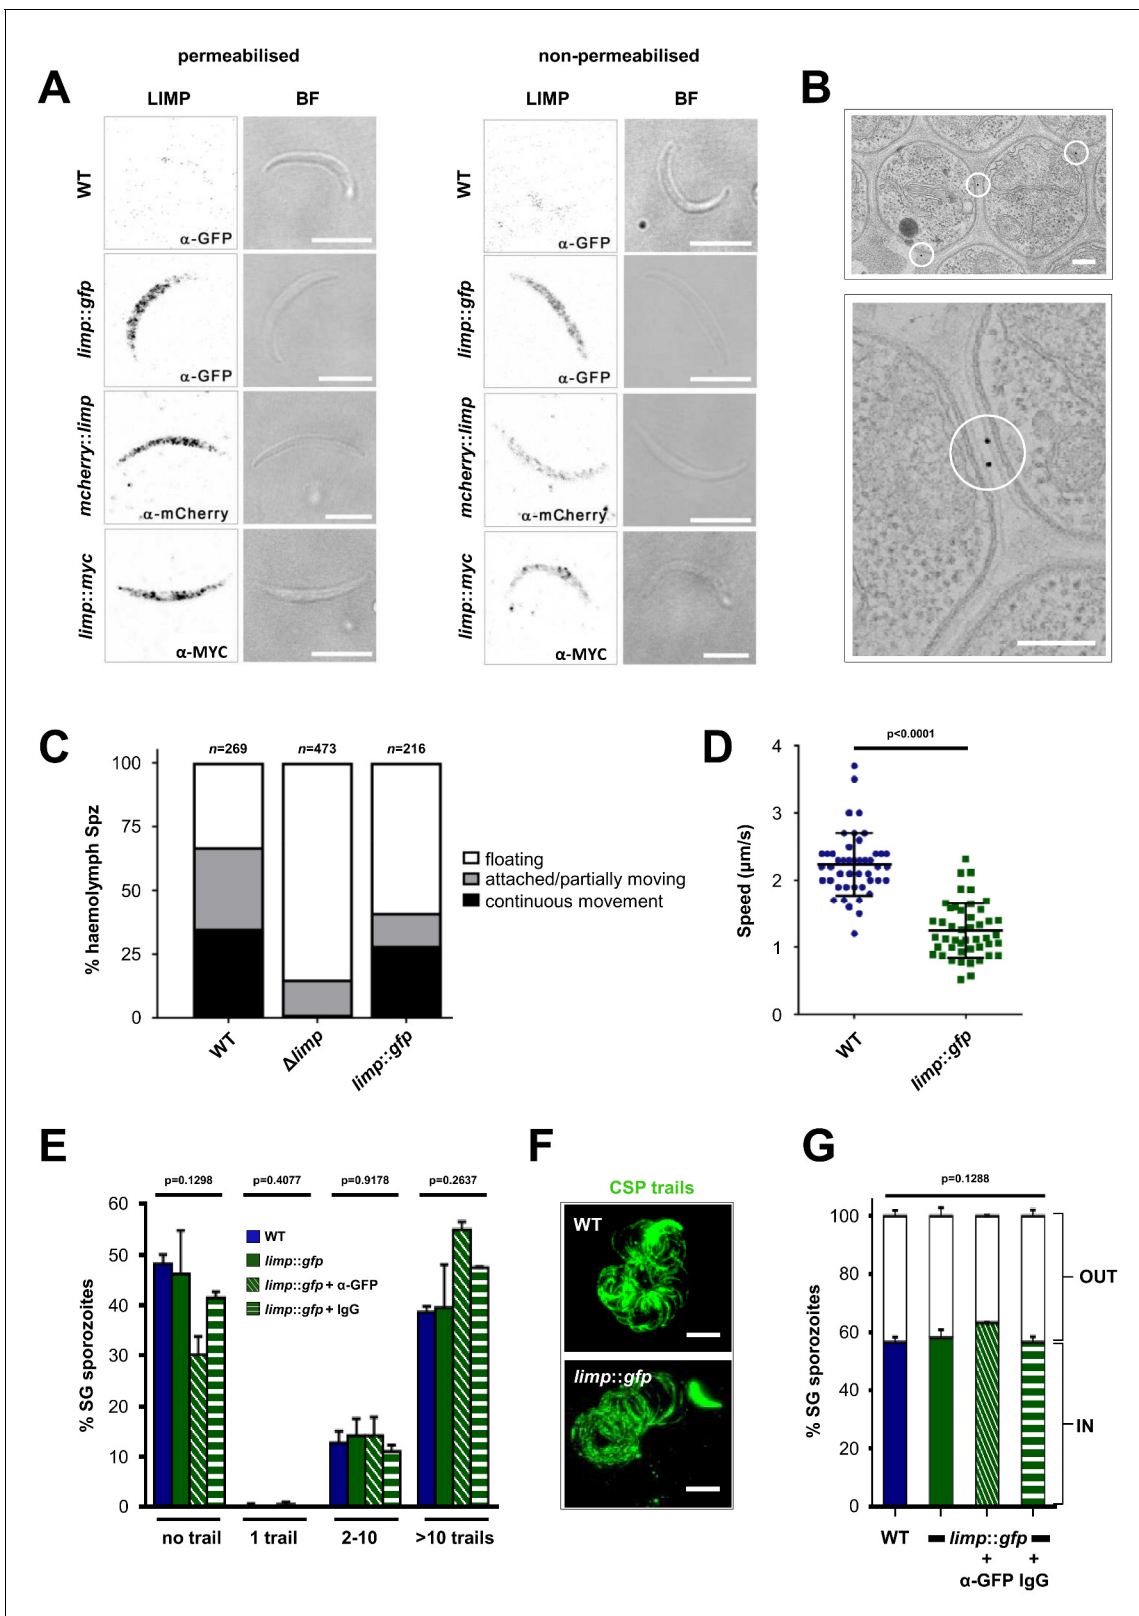 permeabilised
non-permeabilised
A
B
LIMP
BF
LIMP
BF
WT
α-GFP
WT
α-GFP
limp::gfp
α-GFP
limp::gfp
α-GFP
mcherry::limp
α-mCherry
mcherry::limp
α-mCherry
limp::myc
α-MYC
limp::myc
α-MYC
C
n=269
n=473
n=216
100
75
50
25
0
% haemolymph Spz
floating
attached/partially moving
continuous movement
WT
Δlimp
limp::gfp
D
p<0.0001
4
3
2
1
0
Speed (µm/s)
WT
limp::gfp
E
p=0.1298
p=0.4077
p=0.9178
p=0.2637
60
50
40
30
20
10
0
% SG sporozoites
WT
limp::gfp
limp::gfp + α-GFP
limp::gfp + IgG
no trail
1 trail
2-10
>10 trails
F
CSP trails
WT
limp::gfp
G
p=0.1288
100
80
60
40
20
0
% SG sporozoites
OUT
IN
WT
limp::gfp
+ +
α-GFP IgG